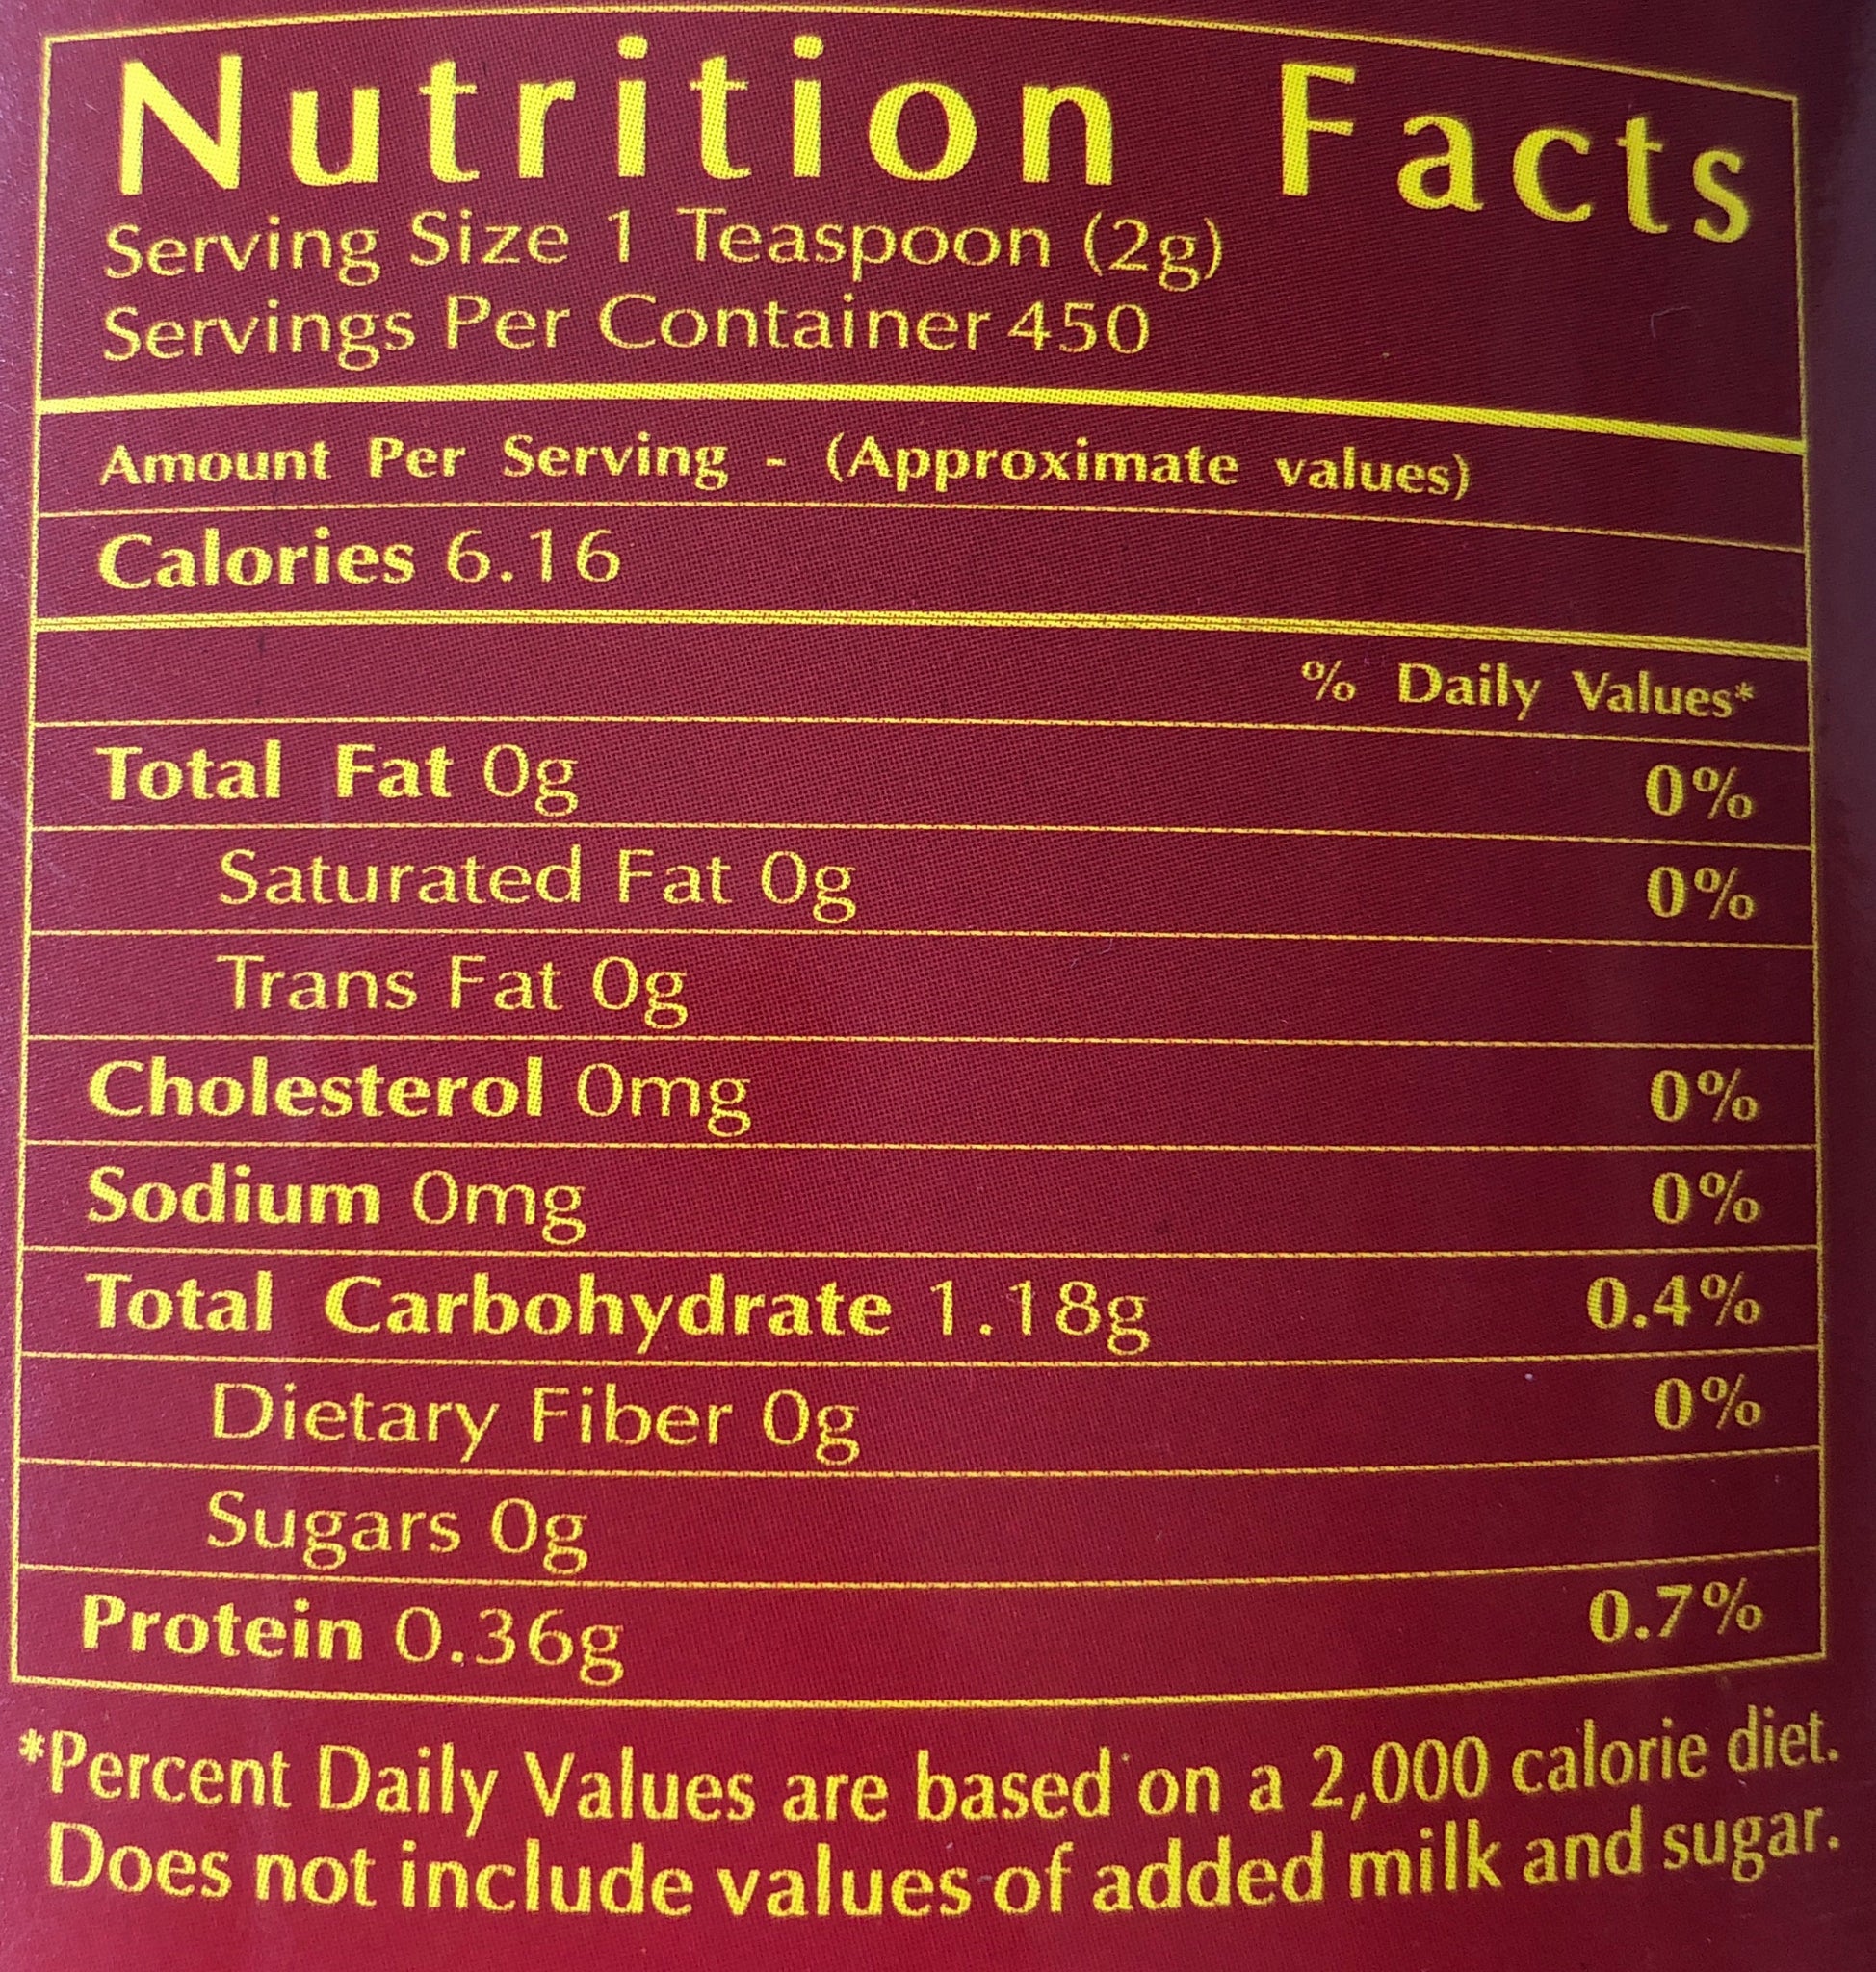 Nutrition Facts
Serving Size 1 Teaspoon (2g)
Servings Per Container 450
Amount Per Serving - (Approximate values)
Calories 6.16
% Daily Values*
Total Fat 0g 0%
Saturated Fat 0g 0%
Trans Fat 0g
Cholesterol 0mg 0%
Sodium 0mg 0%
Total Carbohydrate 1.18g 0.4%
Dietary Fiber 0g 0%
Sugars 0g
Protein 0.36g 0.7%
*Percent Daily Values are based on a 2,000 calorie diet.
Does not include values of added milk and sugar.